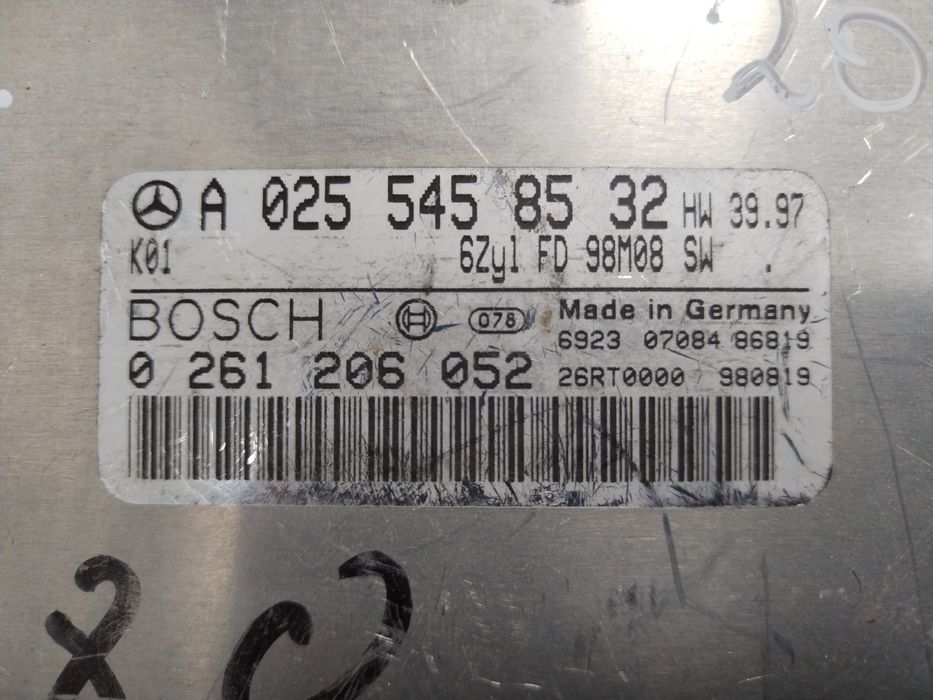 20
A 025 545 85 32 HW 39.97
K01 6Zyl FD 98M08 SW .
BOSCH 078 Made in Germany
6923 07084 86819
0 261 206 052 26RT0000 980819